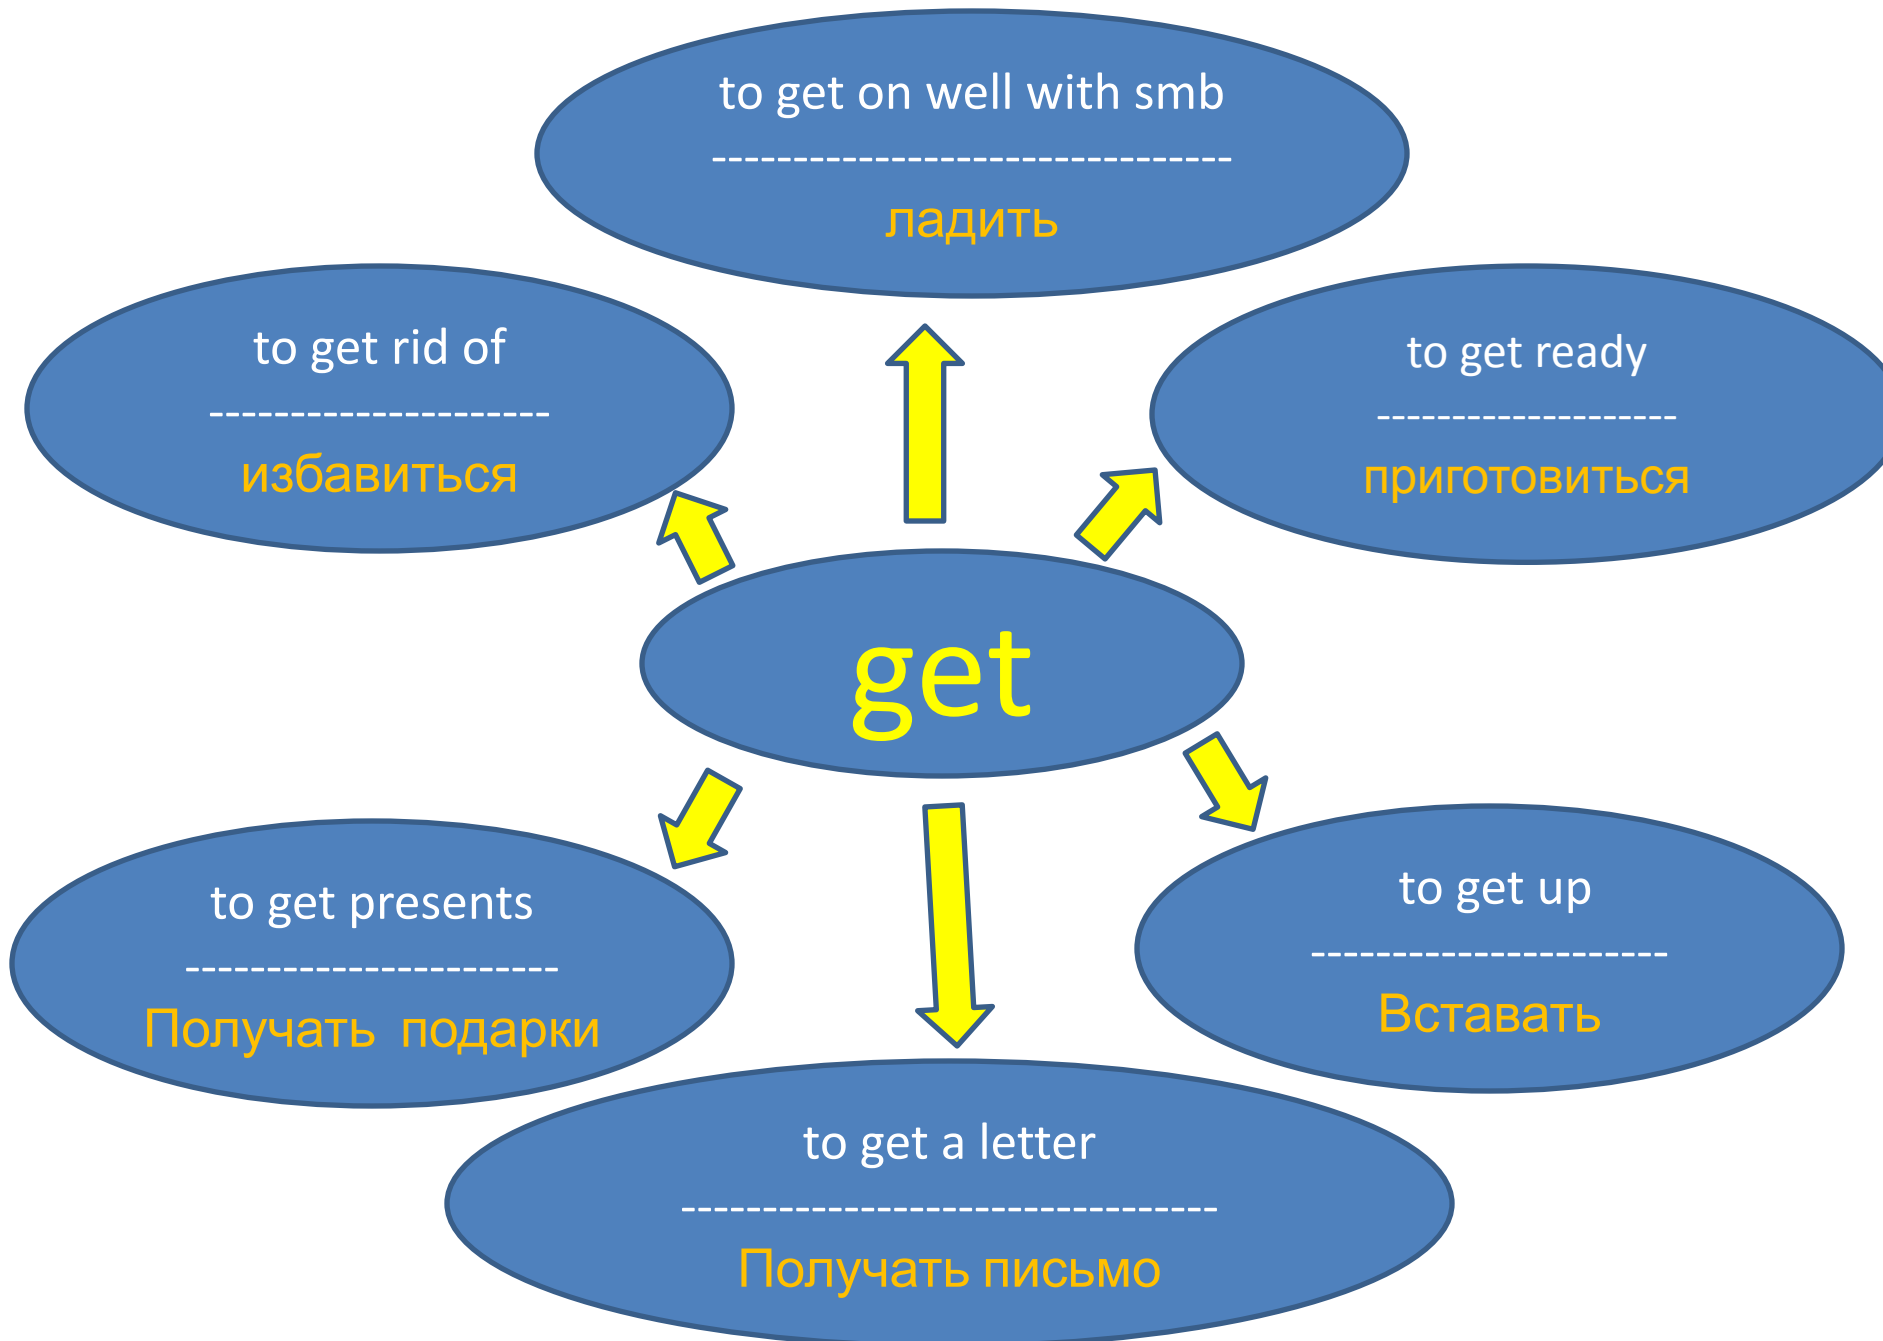 to get on well with smb
--------------------------------
ладить
to get rid of
---------------------
избавиться
to get ready
--------------------
приготовиться
get
to get presents
-----------------------
Получать  подарки
to get up
----------------------
Вставать
to get a letter
---------------------------------
Получать письмо